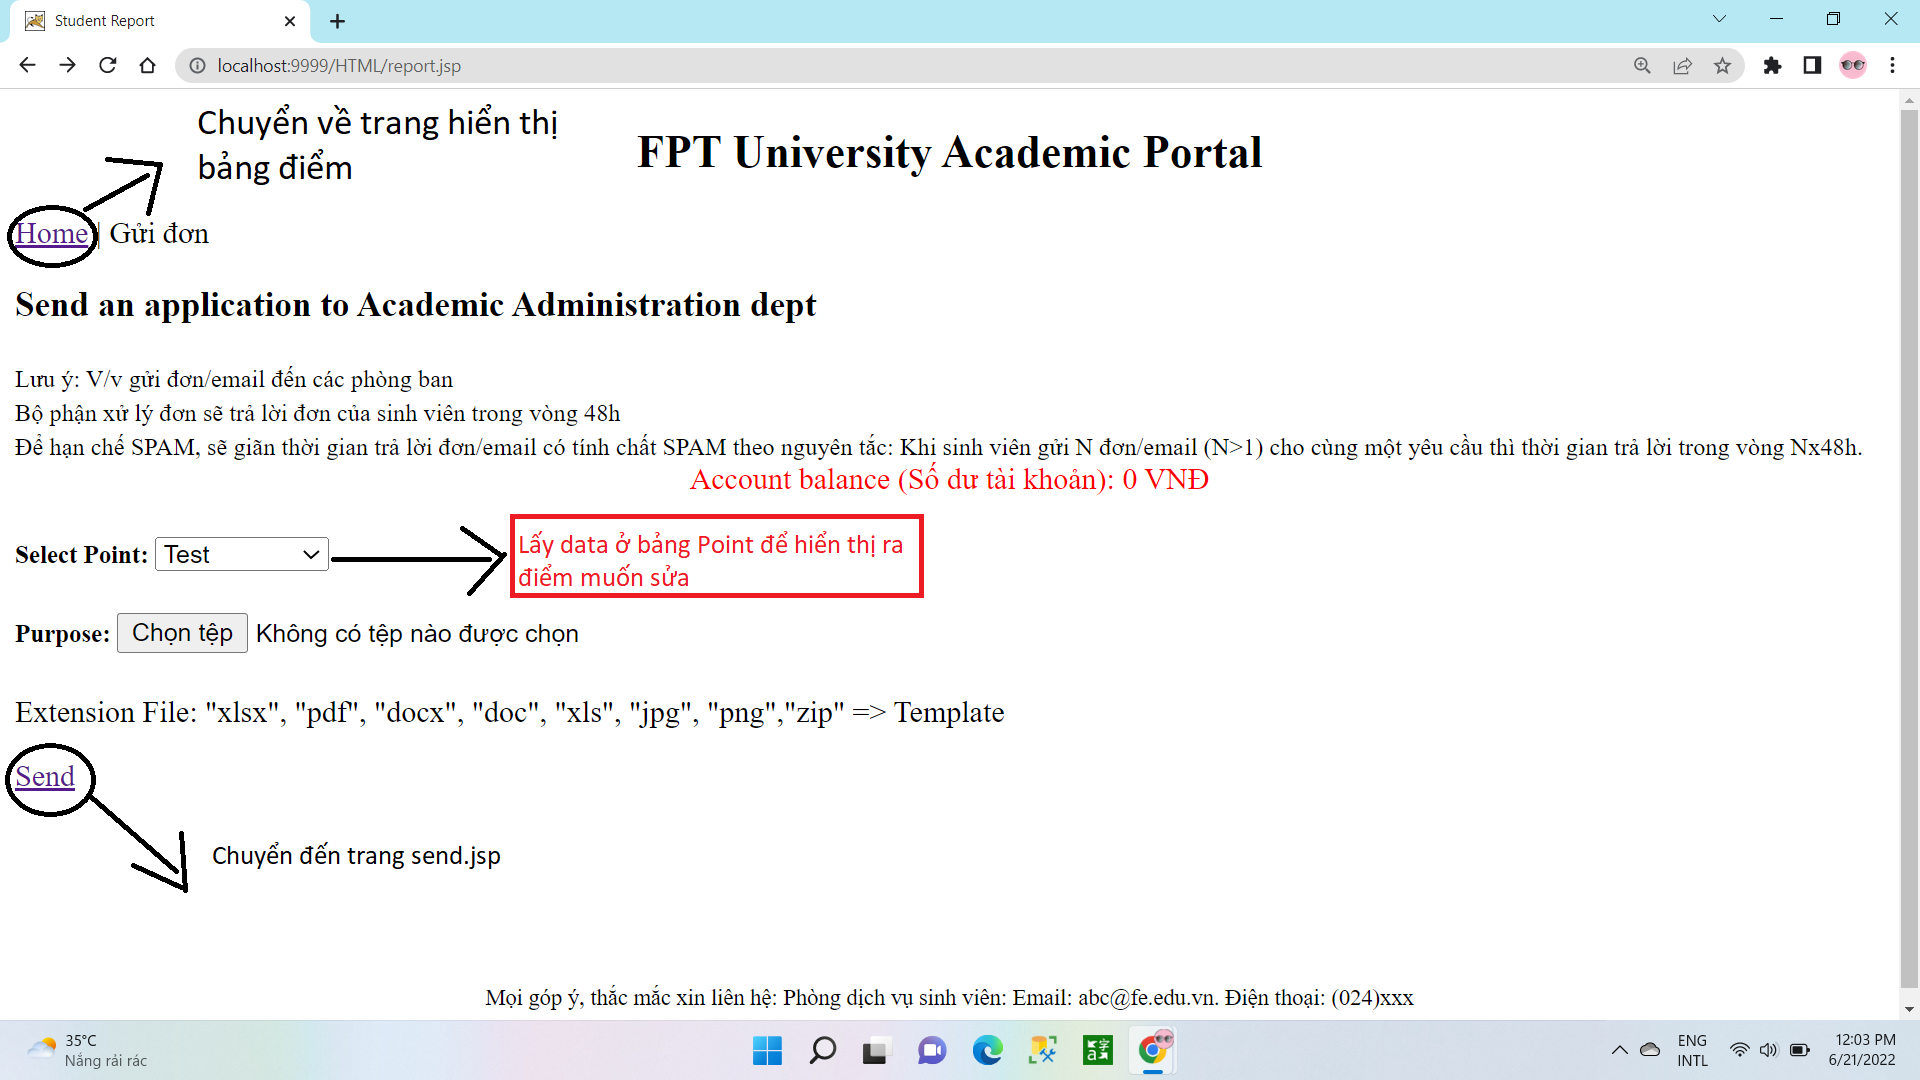 Student Report
localhost:9999/HTML/report.jsp
Chuyển về trang hiển thị
bảng điểm
FPT University Academic Portal
Home | Gửi đơn
Send an application to Academic Administration dept
Lưu ý: V/v gửi đơn/email đến các phòng ban
Bộ phận xử lý đơn sẽ trả lời đơn của sinh viên trong vòng 48h
Để hạn chế SPAM, sẽ giãn thời gian trả lời đơn/email có tính chất SPAM theo nguyên tắc: Khi sinh viên gửi N đơn/email (N>1) cho cùng một yêu cầu thì thời gian trả lời trong vòng Nx48h.
Account balance (Số dư tài khoản): 0 VNĐ
Select Point: Test
Lấy data ở bảng Point để hiển thị ra
điểm muốn sửa
Purpose: Chọn tệp Không có tệp nào được chọn
Extension File: "xlsx", "pdf", "docx", "doc", "xls", "jpg", "png","zip" => Template
Send
Chuyển đến trang send.jsp
Mọi góp ý, thắc mắc xin liên hệ: Phòng dịch vụ sinh viên: Email: abc@fe.edu.vn. Điện thoại: (024)xxx
35°C
Nắng rải rác
ENG
INTL
12:03 PM
6/21/2022